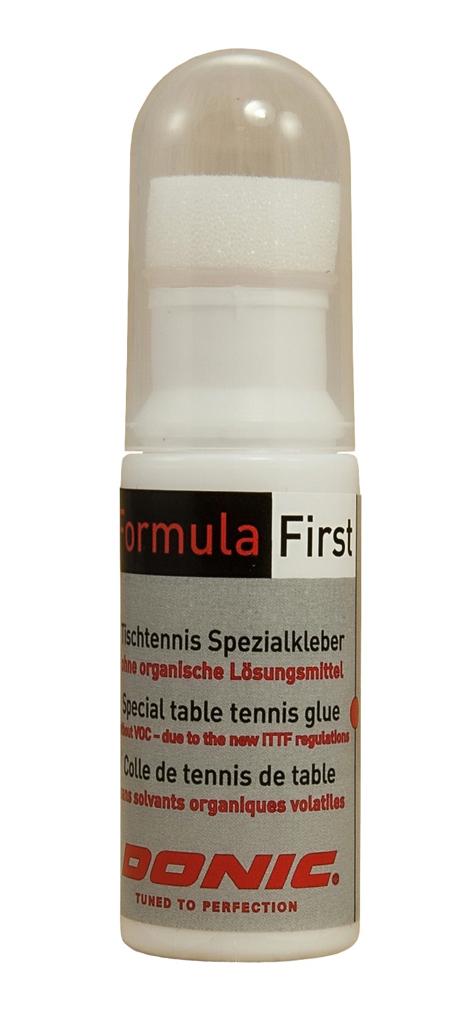 Formula First
Tischtennis Spezialkleber
ohne organische Lösungsmittel
Special table tennis glue
without VOC - due to the new ITTF regulations
Colle de tennis de table
sans solvants organiques volatiles
DONIC.
TUNED TO PERFECTION